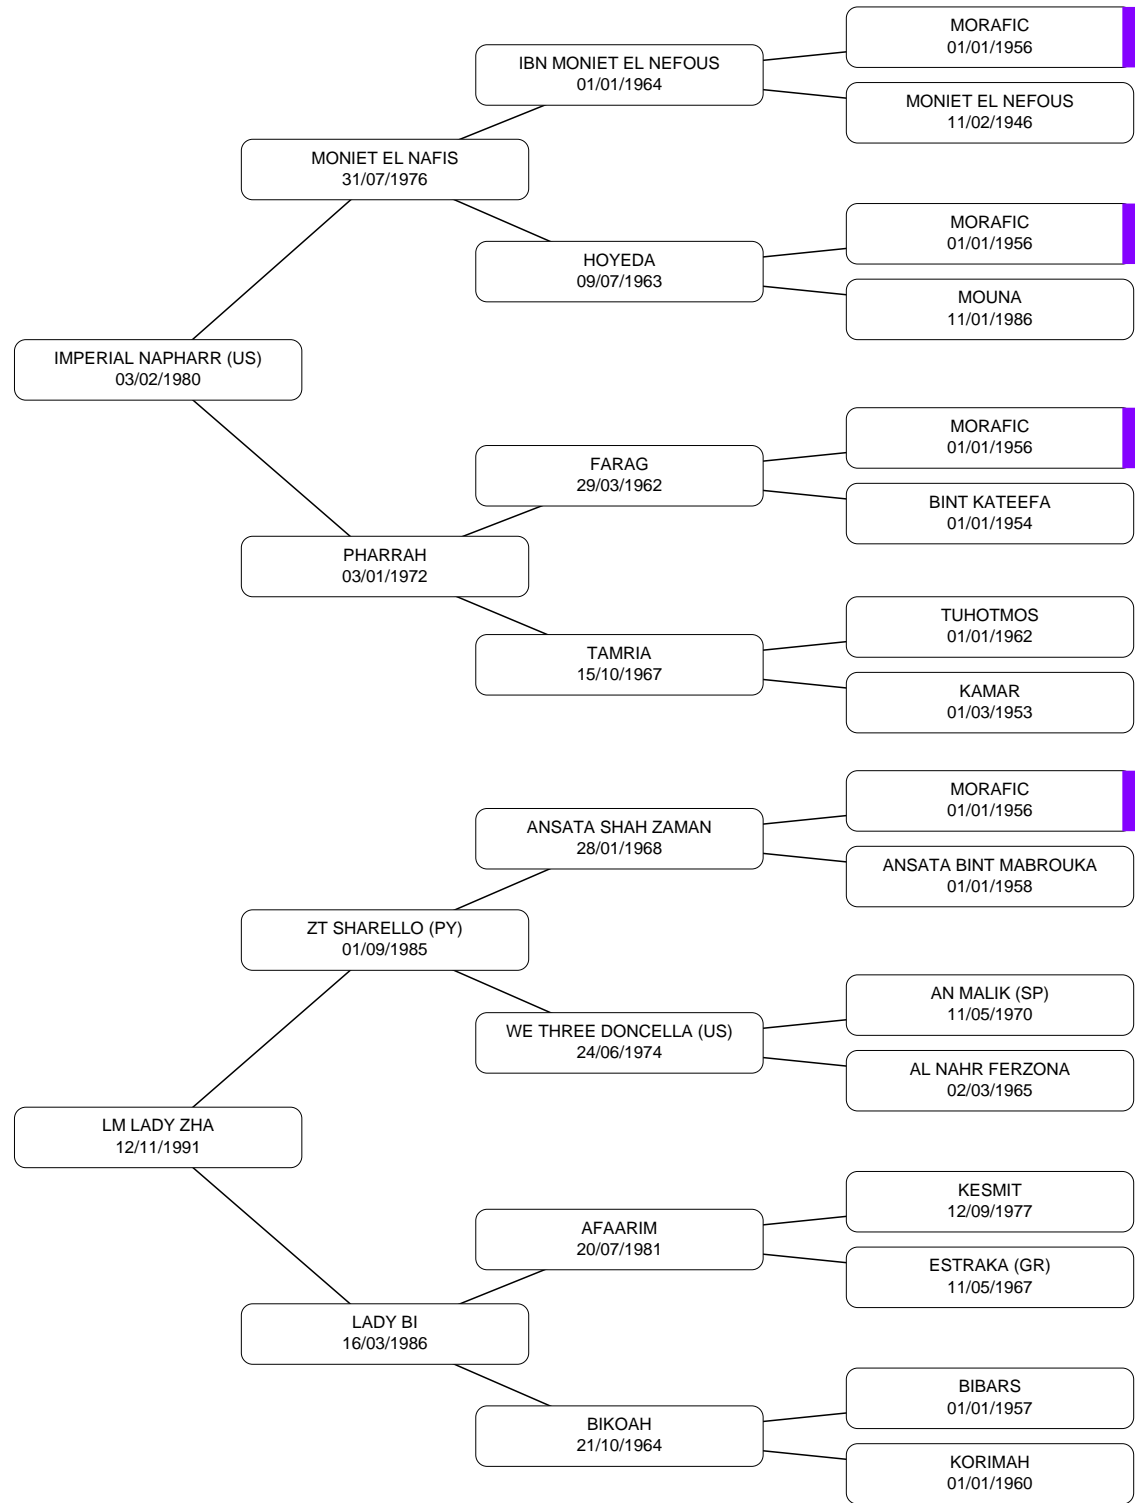 MORAFIC
01/01/1956
IBN MONIET EL NEFOUS
01/01/1964
MONIET EL NEFOUS
11/02/1946
MONIET EL NAFIS
31/07/1976
MORAFIC
01/01/1956
HOYEDA
09/07/1963
MOUNA
11/01/1986
IMPERIAL NAPHARR (US)
03/02/1980
MORAFIC
01/01/1956
FARAG
29/03/1962
BINT KATEEFA
01/01/1954
PHARRAH
03/01/1972
TUHOTMOS
01/01/1962
TAMRIA
15/10/1967
KAMAR
01/03/1953
MORAFIC
01/01/1956
ANSATA SHAH ZAMAN
28/01/1968
ANSATA BINT MABROUKA
01/01/1958
ZT SHARELLO (PY)
01/09/1985
AN MALIK (SP)
11/05/1970
WE THREE DONCELLA (US)
24/06/1974
AL NAHR FERZONA
02/03/1965
LM LADY ZHA
12/11/1991
KESMIT
12/09/1977
AFAARIM
20/07/1981
ESTRAKA (GR)
11/05/1967
LADY BI
16/03/1986
BIBARS
01/01/1957
BIKOAH
21/10/1964
KORIMAH
01/01/1960